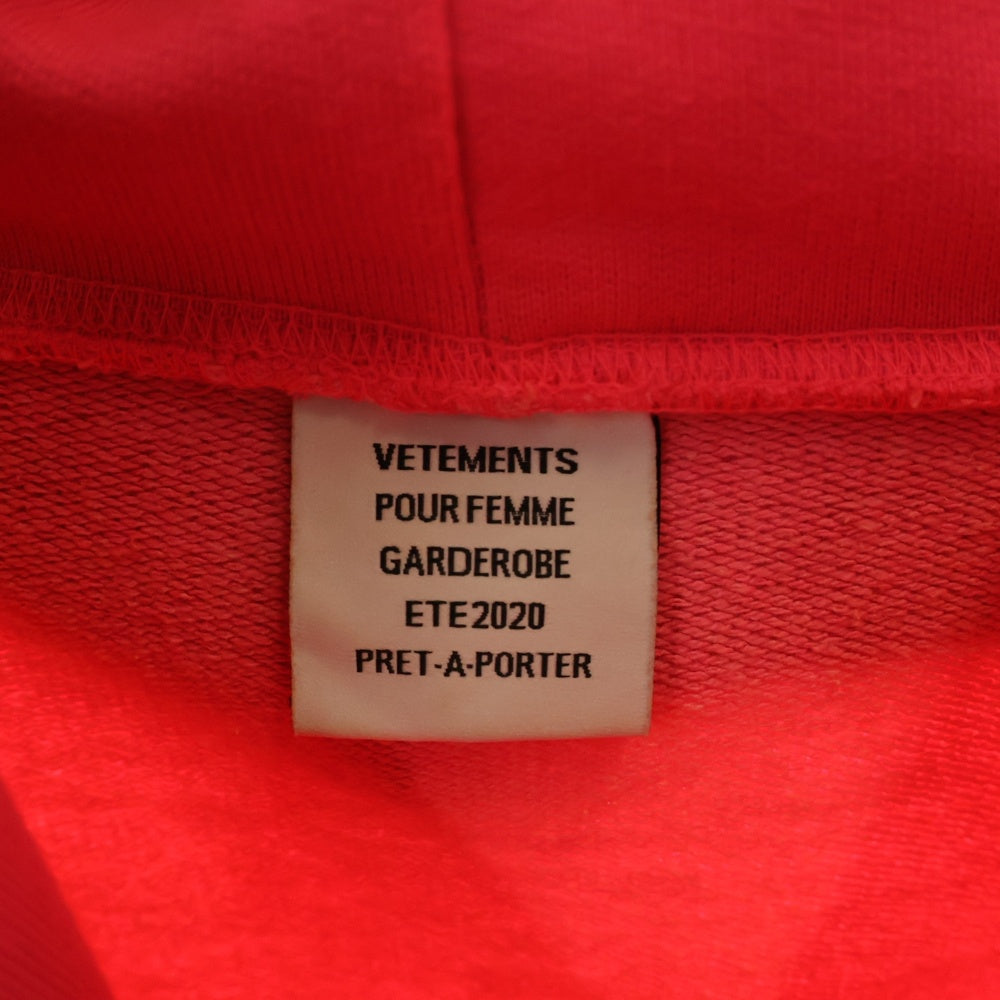 VETEMENTS
POUR FEMME
GARDEROBE
ETE 2020
PRET-A-PORTER